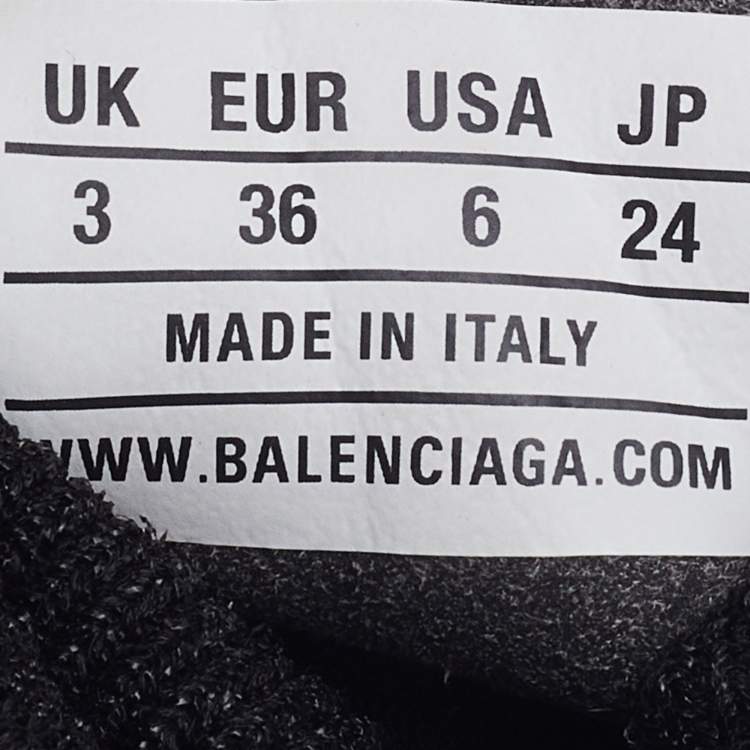 UK EUR USA JP
3 36 6 24
MADE IN ITALY
WWW.BALENCIAGA.COM